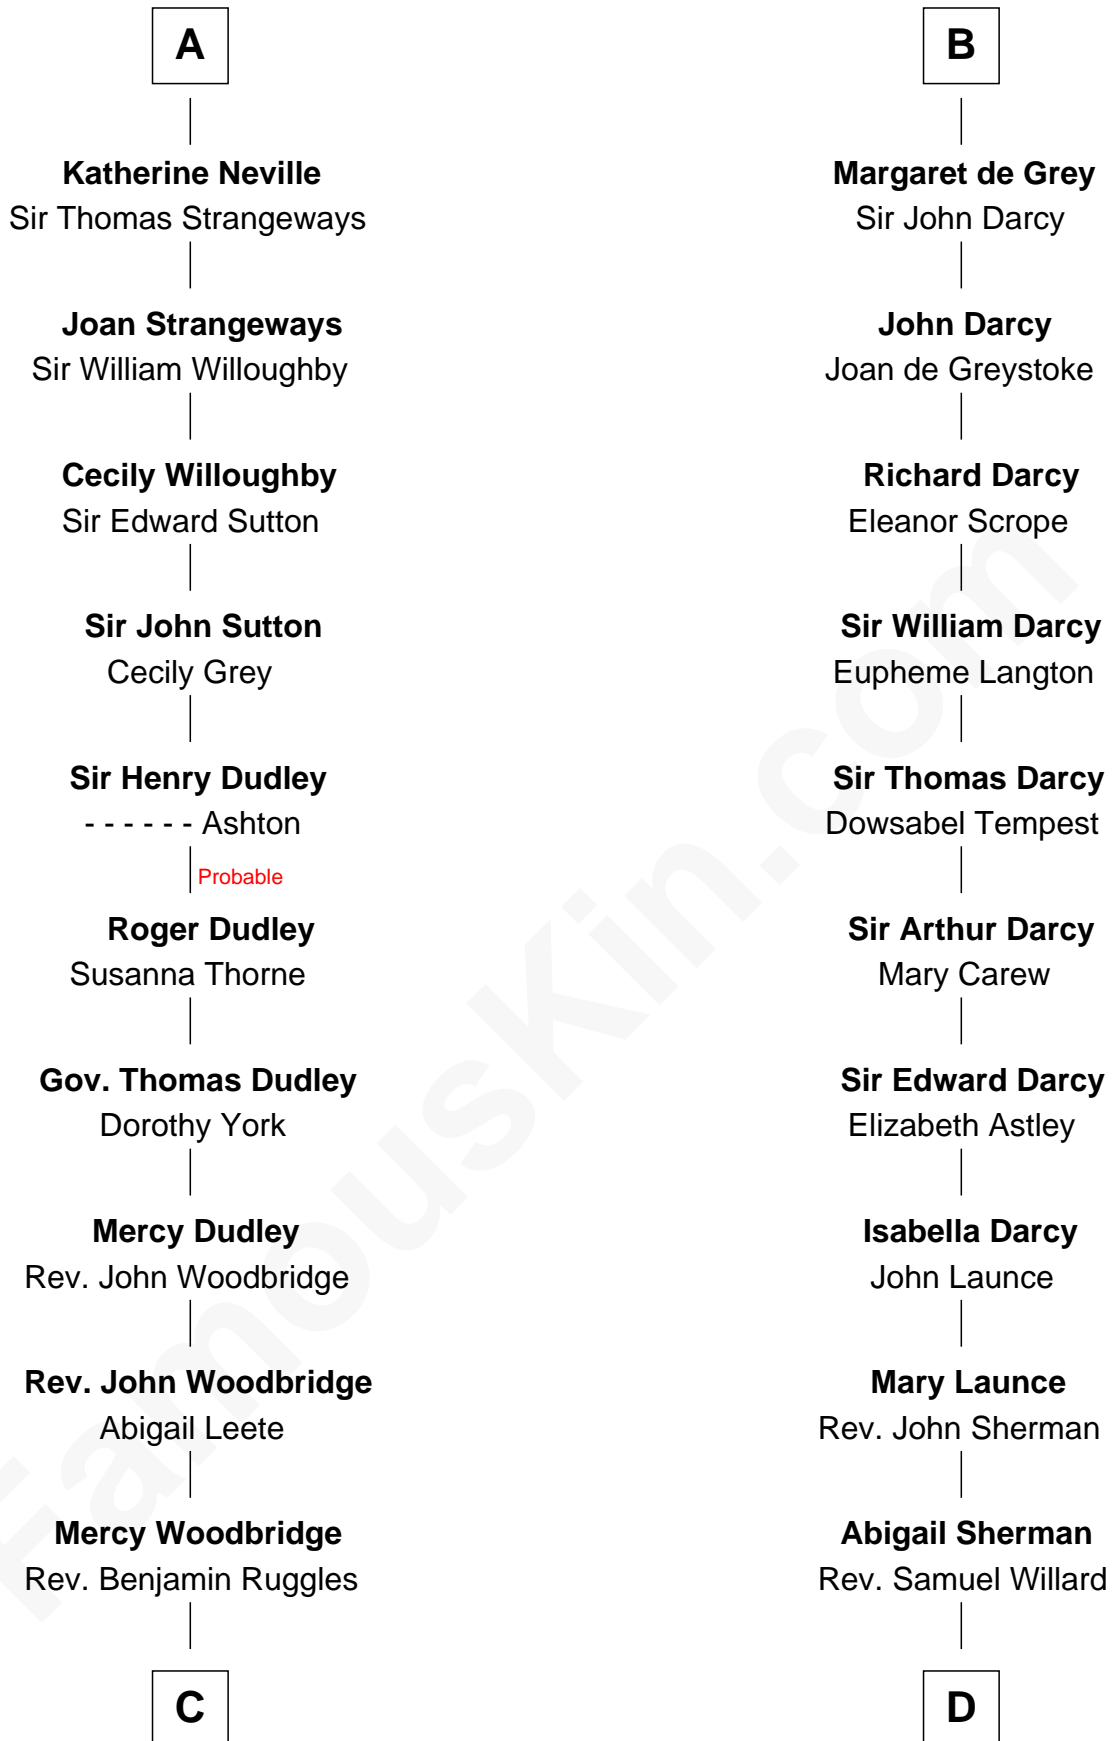 A
Katherine Neville
Sir Thomas Strangeways
Joan Strangeways
Sir William Willoughby
Cecily Willoughby
Sir Edward Sutton
Sir John Sutton
Cecily Grey
Sir Henry Dudley
- - - - - - Ashton
Probable
Roger Dudley
Susanna Thorne
Gov. Thomas Dudley
Dorothy York
Mercy Dudley
Rev. John Woodbridge
Rev. John Woodbridge
Abigail Leete
Mercy Woodbridge
Rev. Benjamin Ruggles
C
B
Margaret de Grey
Sir John Darcy
John Darcy
Joan de Greystoke
Richard Darcy
Eleanor Scrope
Sir William Darcy
Eupheme Langton
Sir Thomas Darcy
Dowsabel Tempest
Sir Arthur Darcy
Mary Carew
Sir Edward Darcy
Elizabeth Astley
Isabella Darcy
John Launce
Mary Launce
Rev. John Sherman
Abigail Sherman
Rev. Samuel Willard
D
FamousKin.com